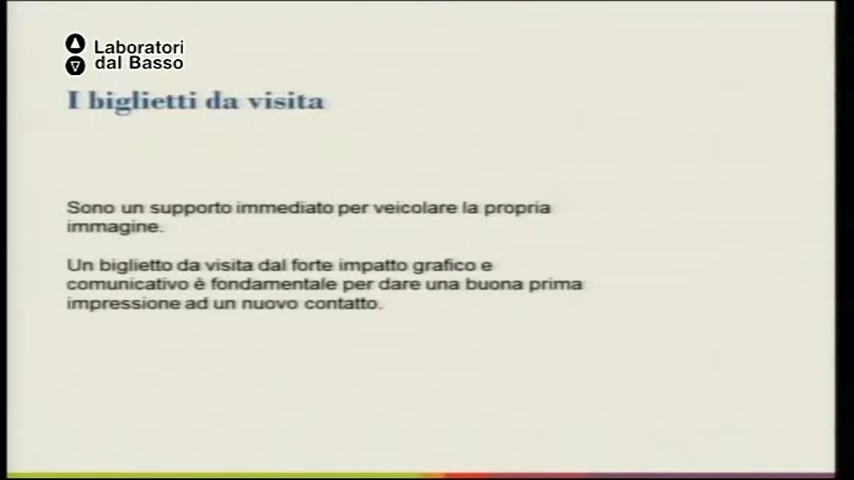 Laboratori
dal Basso
I biglietti da visita
Sono un supporto immediato per veicolare la propria
immagine.
Un biglietto da visita dal forte impatto grafico e
comunicativo è fondamentale per dare una buona prima
impressione ad un nuovo contatto.